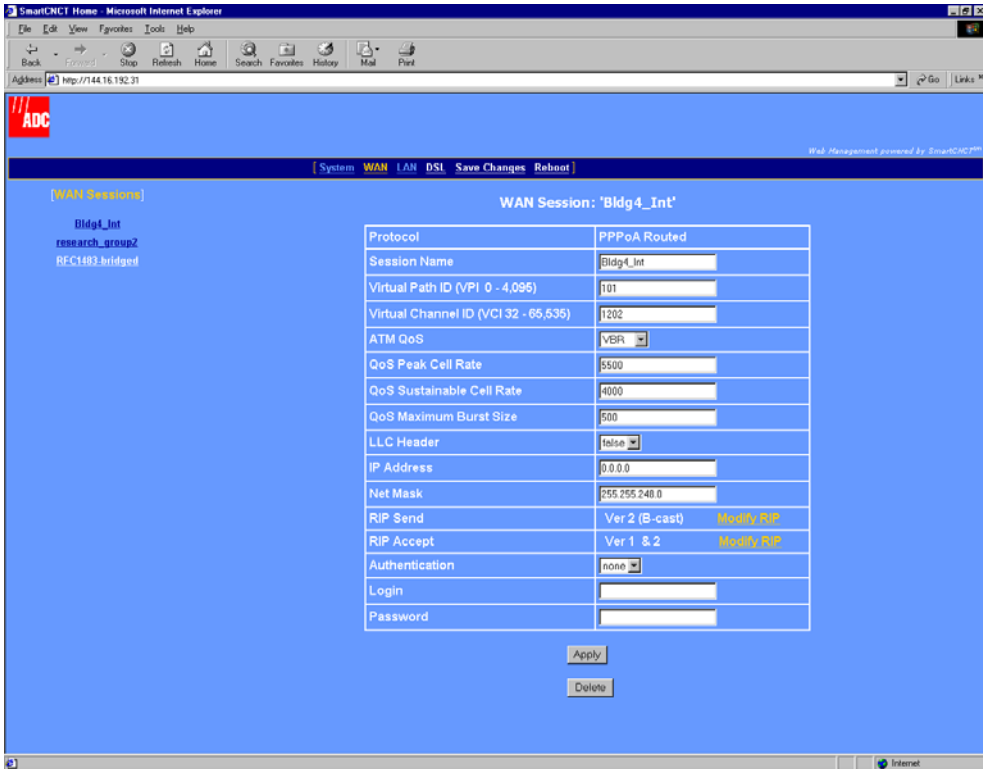 SmartCNCT Home - Microsoft Internet Explorer
File Edit View Favorites Tools Help
Back Forward Stop Refresh Home Search Favorites History Mail Print
Address http://144.16.192.31 Go Links »
ADC
Web Management powered by SmartCNCT
[ System WAN LAN DSL Save Changes Reboot ]
[WAN Sessions]
Bldg4_Int
research_group2
RFC1483-bridged
WAN Session: 'Bldg4_Int'
Protocol PPPoA Routed
Session Name Bldg4_Int
Virtual Path ID (VPI 0 - 4,095) 101
Virtual Channel ID (VCI 32 - 65,535) 1202
ATM QoS VBR
QoS Peak Cell Rate 5500
QoS Sustainable Cell Rate 4000
QoS Maximum Burst Size 500
LLC Header false
IP Address 0.0.0.0
Net Mask 255.255.248.0
RIP Send Ver 2 (B-cast) Modify RIP
RIP Accept Ver 1 & 2 Modify RIP
Authentication none
Login
Password
Apply
Delete
Internet